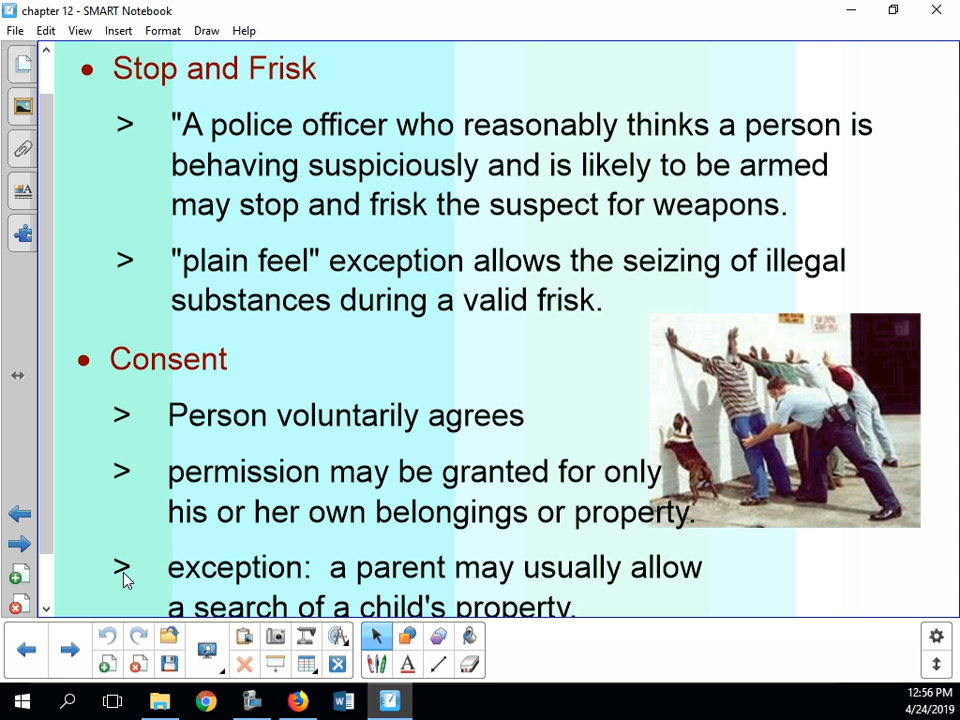 chapter 12 - SMART Notebook
File Edit View Insert Format Draw Help
• Stop and Frisk
> "A police officer who reasonably thinks a person is
behaving suspiciously and is likely to be armed
may stop and frisk the suspect for weapons.
> "plain feel" exception allows the seizing of illegal
substances during a valid frisk.
• Consent
> Person voluntarily agrees
> permission may be granted for only
his or her own belongings or property.
> exception: a parent may usually allow
a search of a child's property.
12:56 PM
4/24/2019